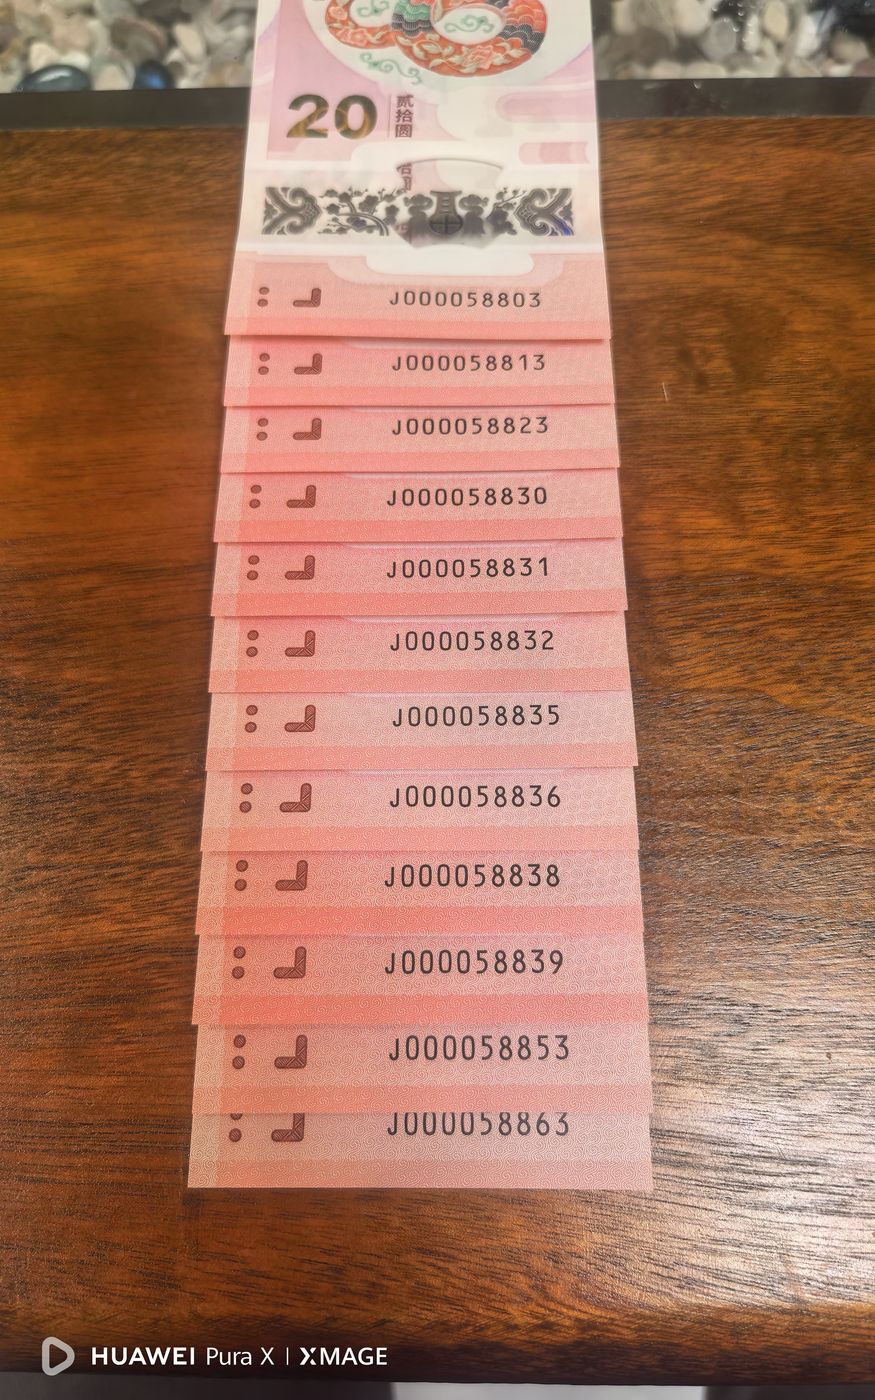 20 贰拾圆
J000058803
J000058813
J000058823
J000058830
J000058831
J000058832
J000058835
J000058836
J000058838
J000058839
J000058853
J000058863
HUAWEI Pura X | XMAGE